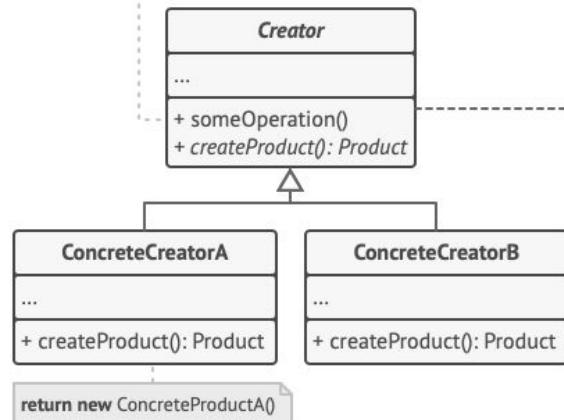 Creator
...
+ someOperation()
+ createProduct(): Product
ConcreteCreatorA
...
+ createProduct(): Product
ConcreteCreatorB
...
+ createProduct(): Product
return new ConcreteProductA()